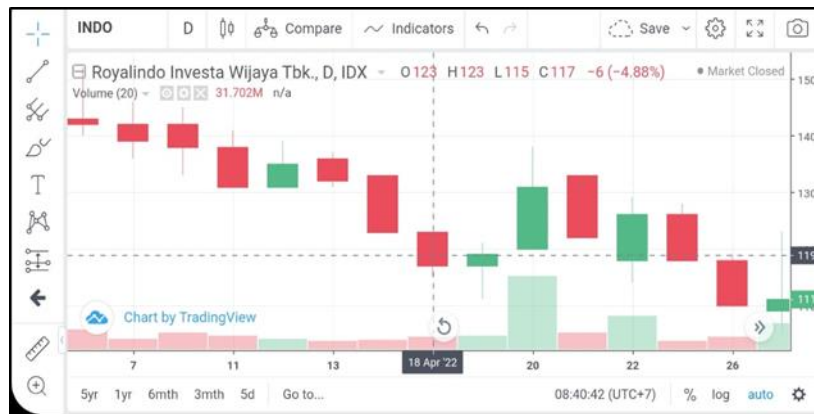 INDO D Compare Indicators Save
Royalindo Investa Wijaya Tbk., D, IDX O123 H123 L115 C117 −6 (−4.88%) Market Closed
Volume (20) 31.702M n/a
140
130
119
111
Chart by TradingView
7 11 13 18 Apr '22 20 22 26
5yr 1yr 6mth 3mth 5d Go to... 08:40:42 (UTC+7) % log auto